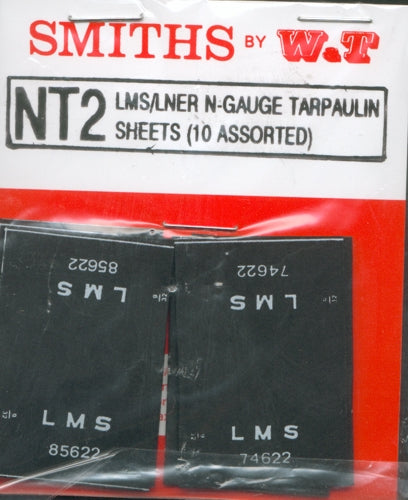 SMITHS BY W&T
NT2 LMS/LNER N-GAUGE TARPAULIN
SHEETS (10 ASSORTED)
85622
LMS
74622
LMS
LMS
85622
LMS
74622